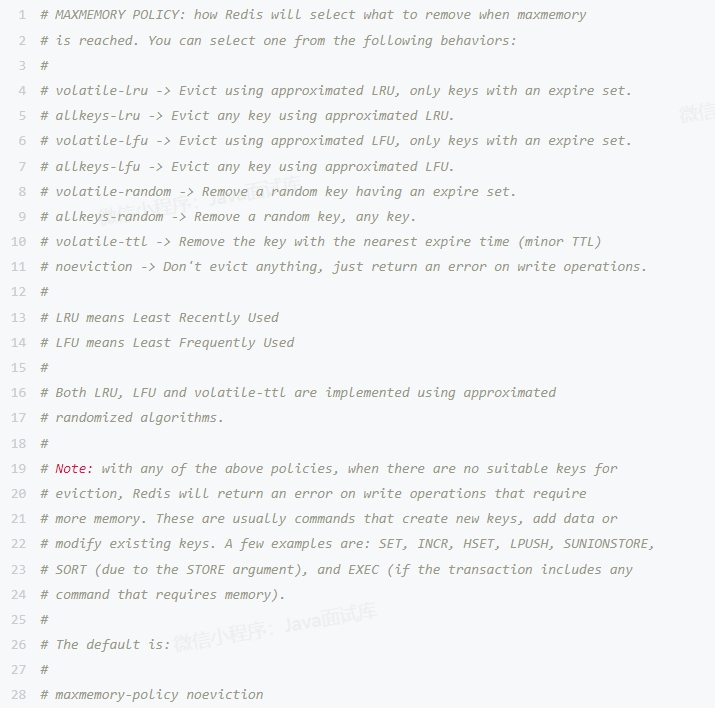 1 # MAXMEMORY POLICY: how Redis will select what to remove when maxmemory
2 # is reached. You can select one from the following behaviors:
3 #
4 # volatile-lru -> Evict using approximated LRU, only keys with an expire set.
5 # allkeys-lru -> Evict any key using approximated LRU.
微信
6 # volatile-lfu -> Evict using approximated LFU, only keys with an expire set.
7 # allkeys-lfu -> Evict any key using approximated LFU.
8 # volatile-random -> Remove a random key having an expire set.
微信小程序：Java面试库
9 # allkeys-random -> Remove a random key, any key.
10 # volatile-ttl -> Remove the key with the nearest expire time (minor TTL)
11 # noeviction -> Don't evict anything, just return an error on write operations.
12 #
13 # LRU means Least Recently Used
14 # LFU means Least Frequently Used
15 #
16 # Both LRU, LFU and volatile-ttl are implemented using approximated
17 # randomized algorithms.
18 #
19 # Note: with any of the above policies, when there are no suitable keys for
20 # eviction, Redis will return an error on write operations that require
21 # more memory. These are usually commands that create new keys, add data or
22 # modify existing keys. A few examples are: SET, INCR, HSET, LPUSH, SUNIONSTORE,
23 # SORT (due to the STORE argument), and EXEC (if the transaction includes any
24 # command that requires memory).
25 #
26 # The default is:
微信小程序：Java面试库
27 #
28 # maxmemory-policy noeviction